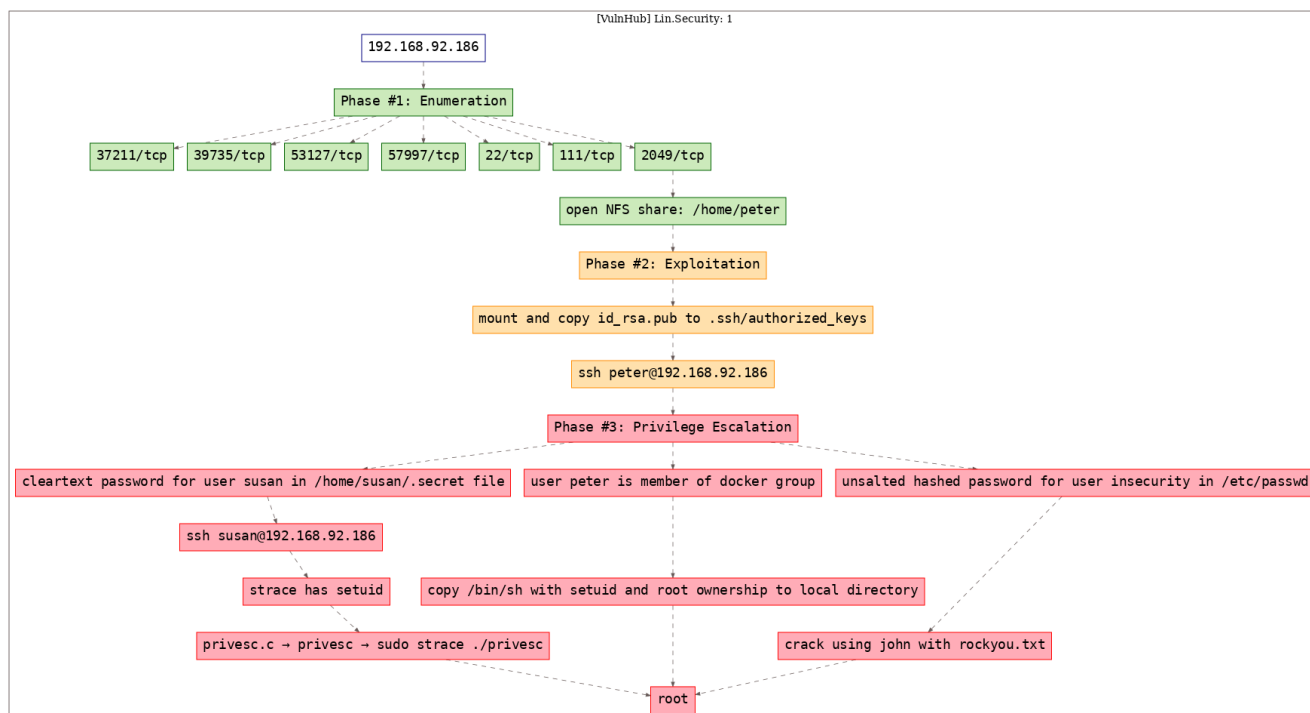 [VulnHub] Lin.Security: 1
192.168.92.186
Phase #1: Enumeration
37211/tcp
39735/tcp
53127/tcp
57997/tcp
22/tcp
111/tcp
2049/tcp
open NFS share: /home/peter
Phase #2: Exploitation
mount and copy id_rsa.pub to .ssh/authorized_keys
ssh peter@192.168.92.186
Phase #3: Privilege Escalation
cleartext password for user susan in /home/susan/.secret file
user peter is member of docker group
unsalted hashed password for user insecurity in /etc/passwd
ssh susan@192.168.92.186
strace has setuid
copy /bin/sh with setuid and root ownership to local directory
privesc.c → privesc → sudo strace ./privesc
crack using john with rockyou.txt
root